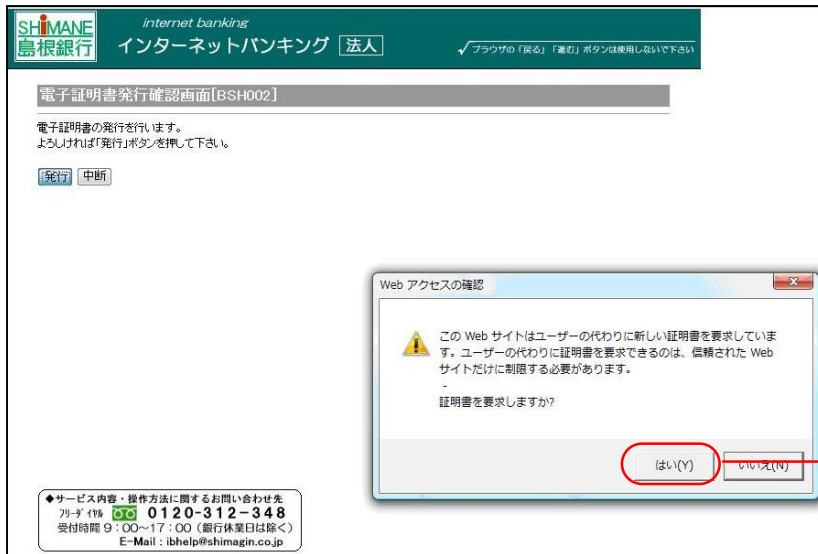 SHIMANE
島根銀行
internet banking
インターネットバンキング 法人
√ブラウザの「戻る」「進む」ボタンは使用しないで下さい
電子証明書発行確認画面[BSH002]
電子証明書の発行を行います。
よろしければ「発行」ボタンを押して下さい。
発行 中断
Web アクセスの確認
この Web サイトはユーザーの代わりに新しい証明書を要求していま
す。ユーザーの代わりに証明書を要求できるのは、信頼された Web
サイトだけに制限する必要があります。
-
証明書を要求しますか?
はい(Y) いいえ(N)
◆サービス内容・操作方法に関するお問い合わせ先
フリーダイヤル 0120-312-348
受付時間 9:00~17:00（銀行休業日は除く）
E-Mail:ibhelp@shimagin.co.jp